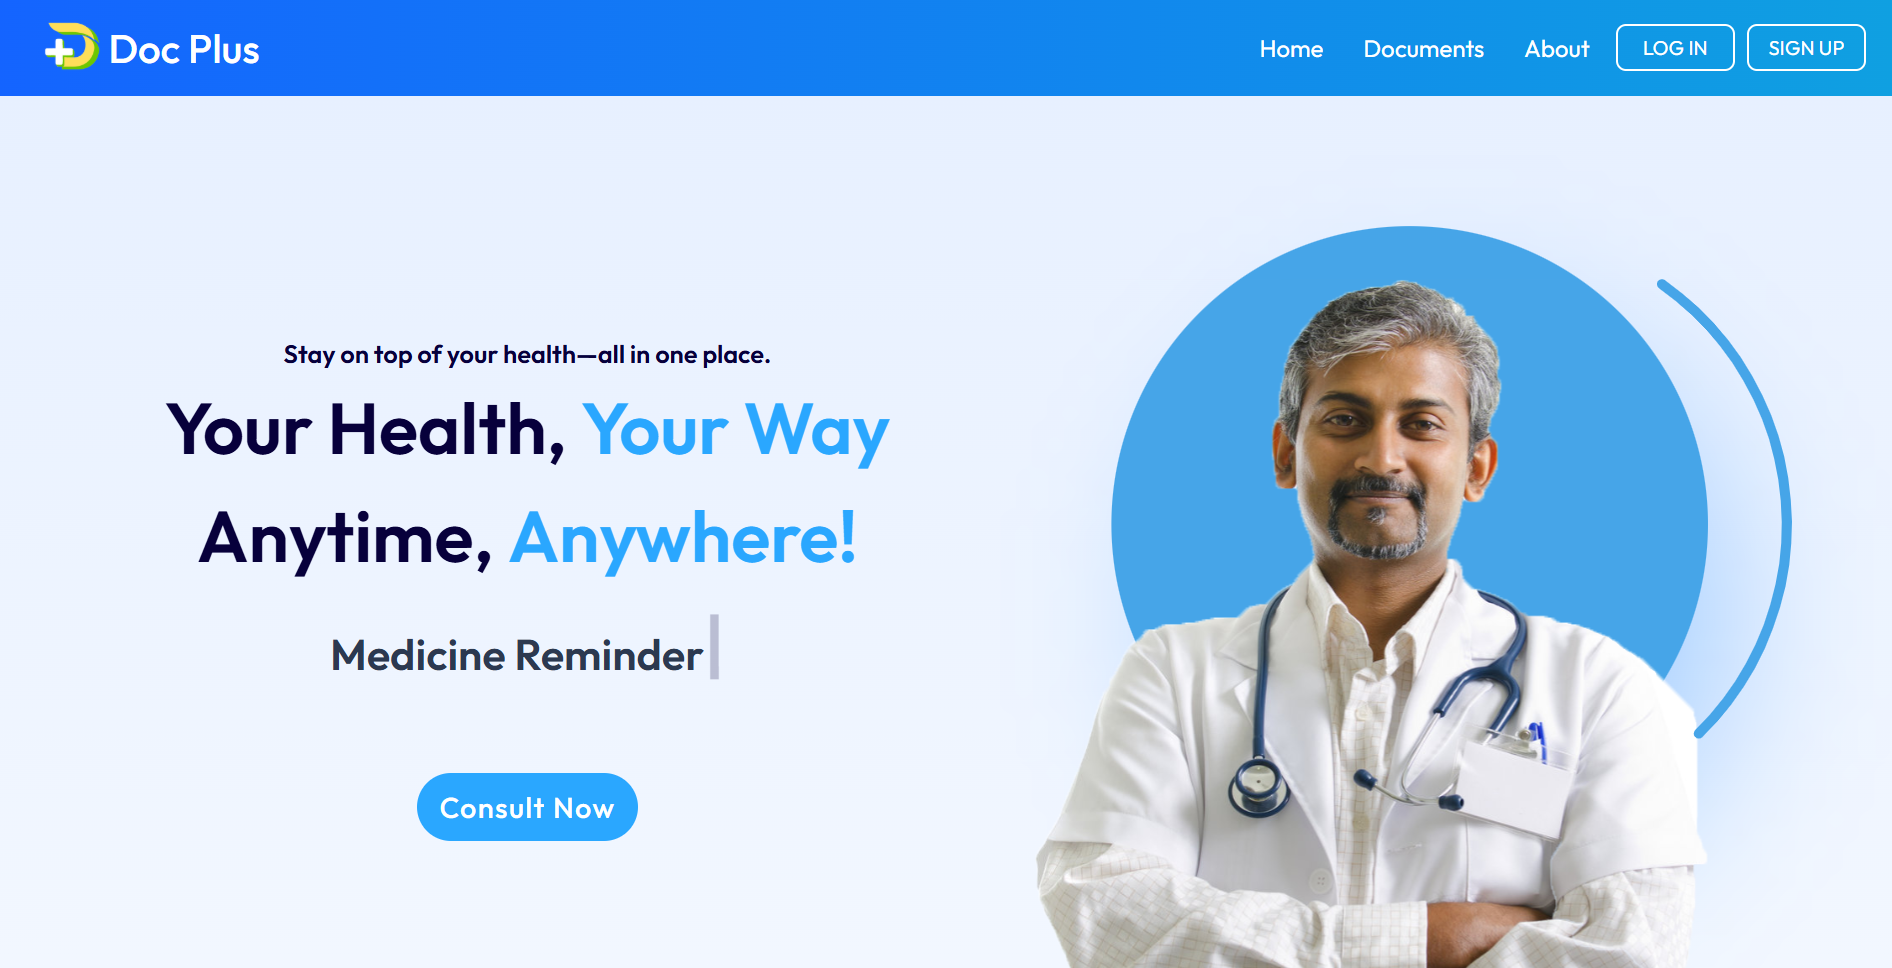 Doc Plus
Home
Documents
About
LOG IN
SIGN UP
Stay on top of your health—all in one place.
Your Health, Your Way
Anytime, Anywhere!
Medicine Reminder
Consult Now